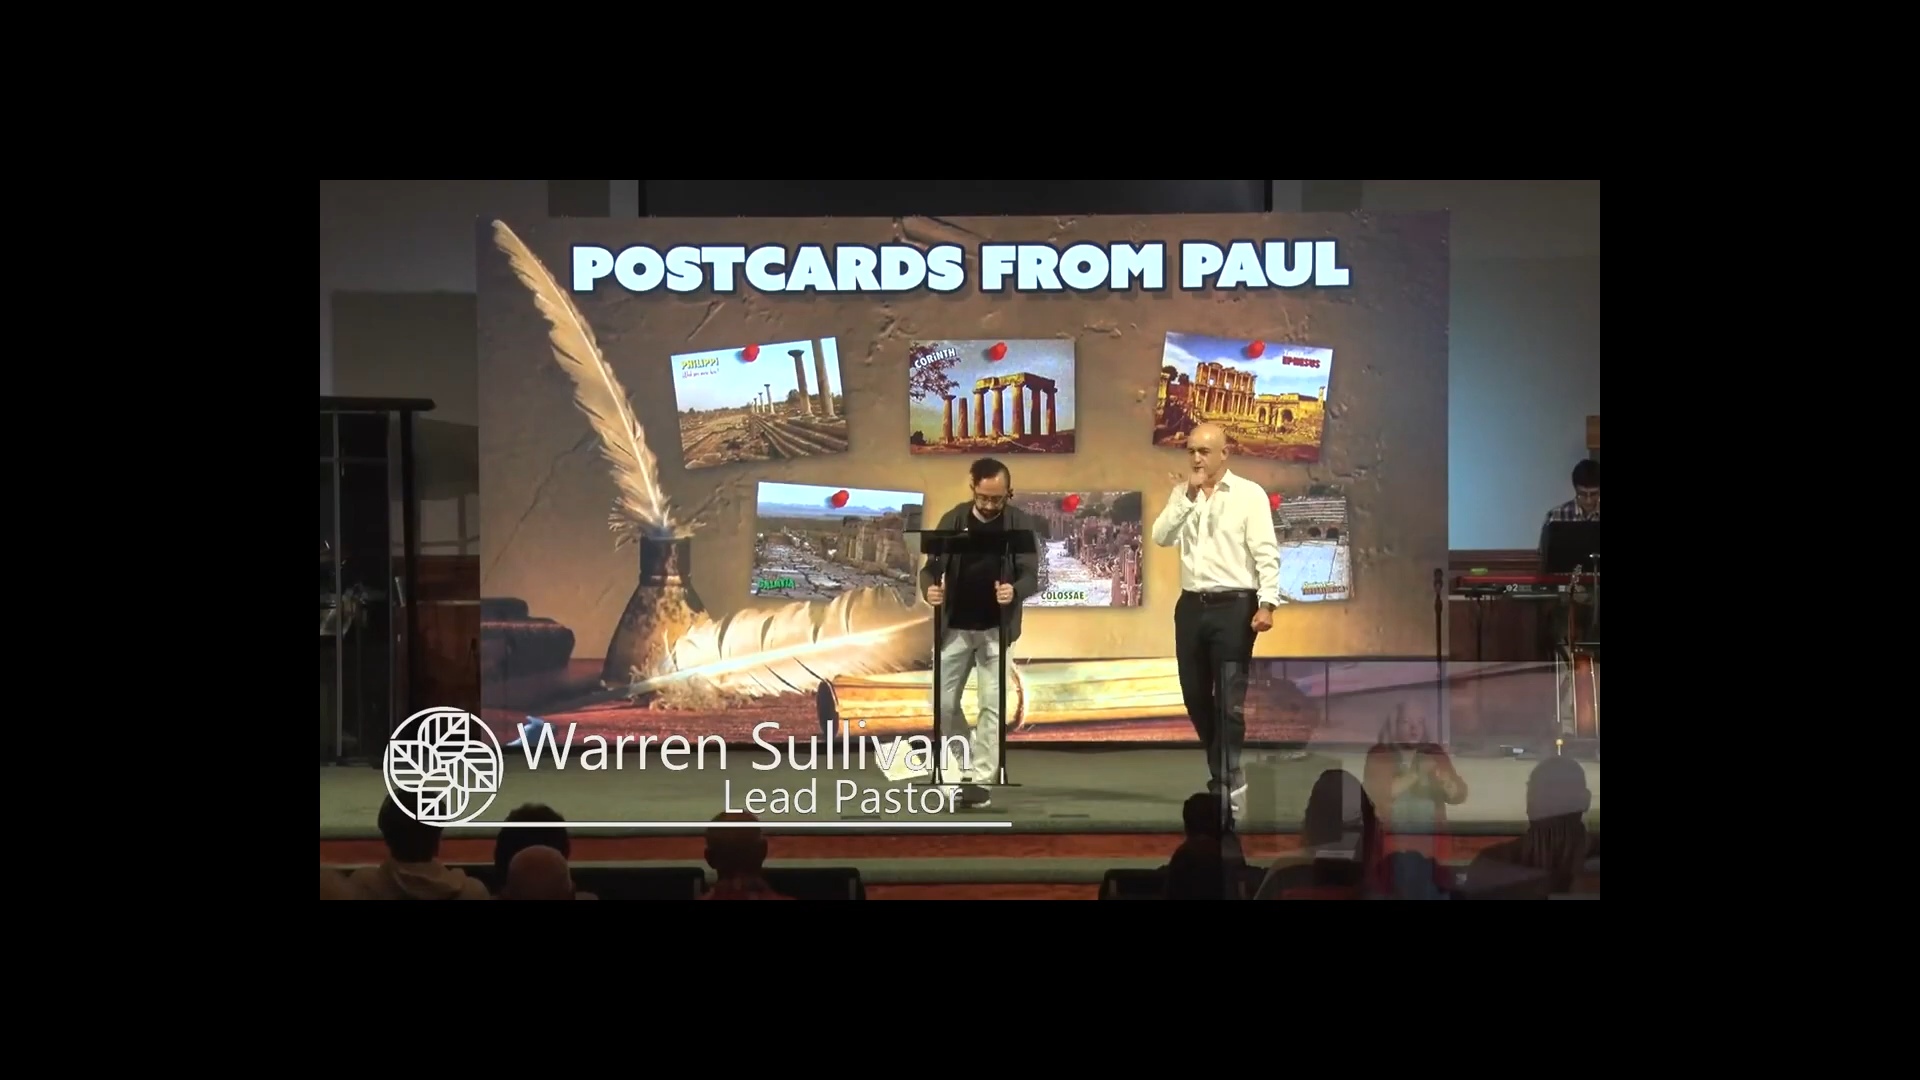 POSTCARDS FROM PAUL
PHILIPPI
CORINTH
EPHESUS
GALATIA
COLOSSAE
Warren Sullivan
Lead Pastor